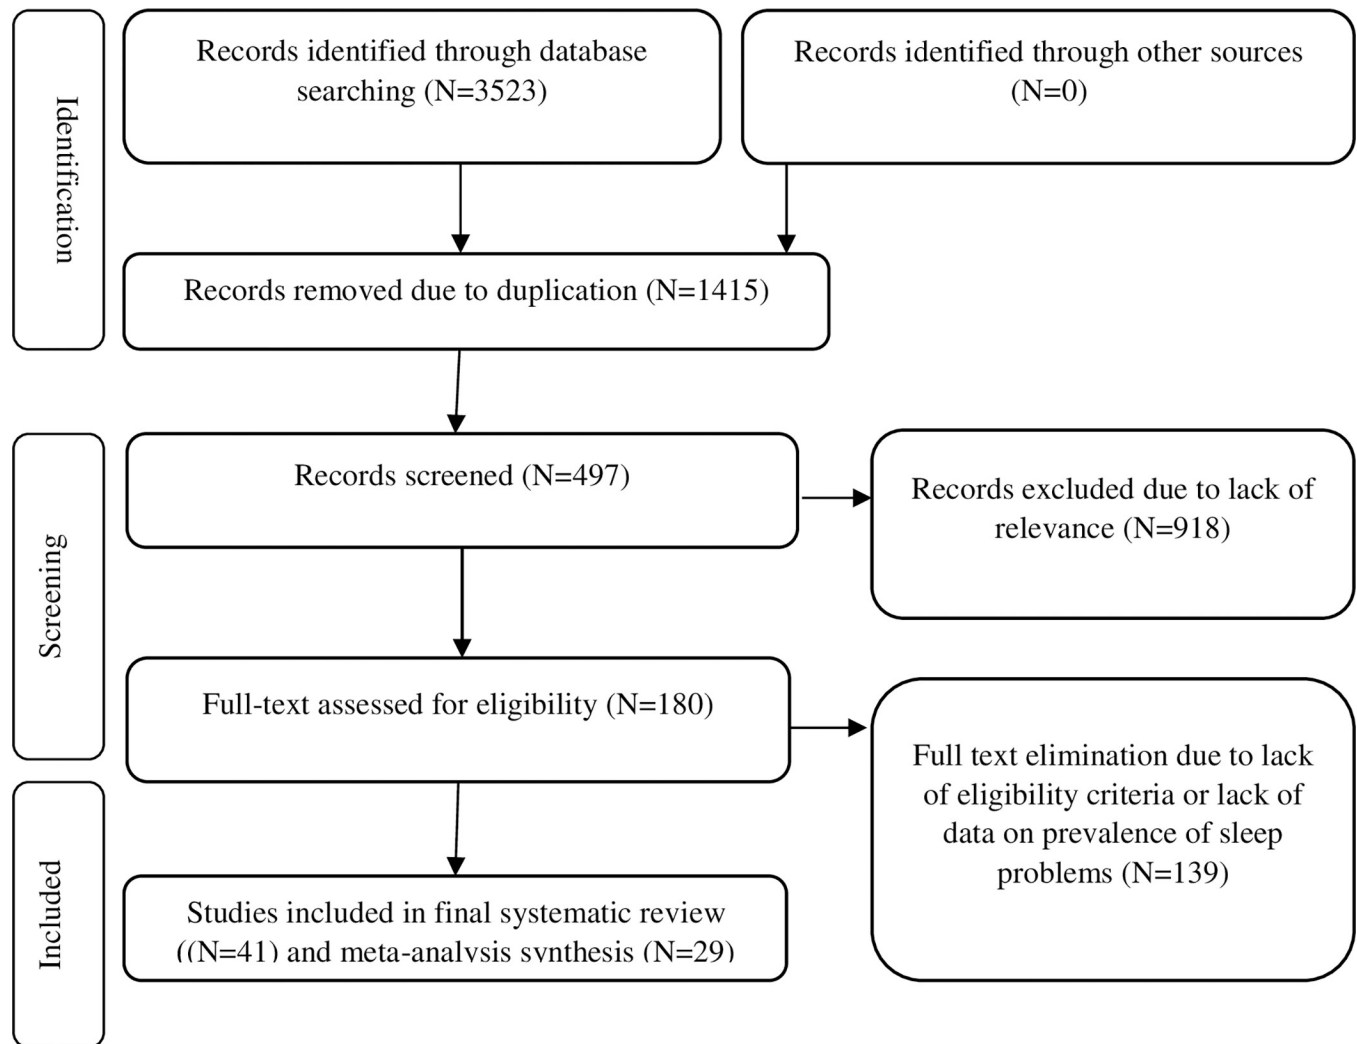 Identification
Records identified through database
searching (N=3523)
Records identified through other sources
(N=0)
Records removed due to duplication (N=1415)
Screening
Records screened (N=497)
Records excluded due to lack of
relevance (N=918)
Full-text assessed for eligibility (N=180)
Full text elimination due to lack
of eligibility criteria or lack of
data on prevalence of sleep
problems (N=139)
Included
Studies included in final systematic review
((N=41) and meta-analysis synthesis (N=29)